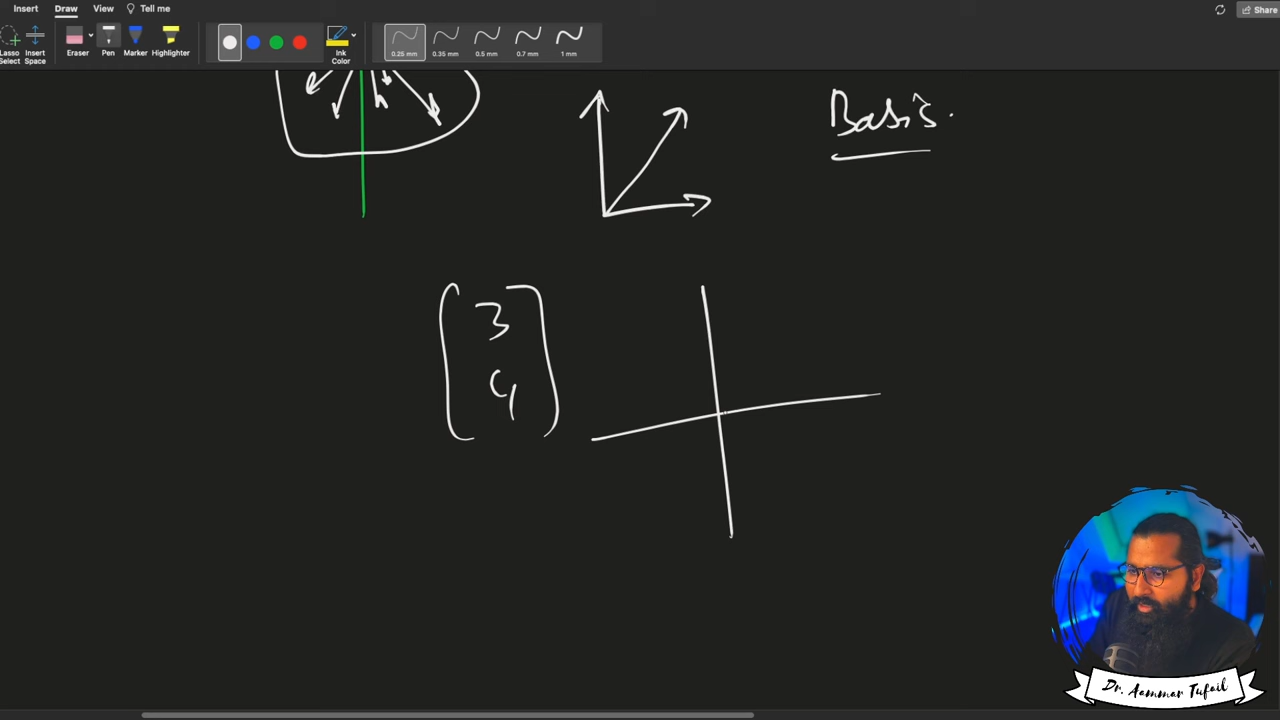 Insert Draw View Tell me
Share
Lasso Select
Insert Space
Eraser
Pen
Marker
Highlighter
Ink Color
0.25 mm
0.35 mm
0.5 mm
0.7 mm
1 mm
h
Basis.
3
4
Dr. Aammar Tufail